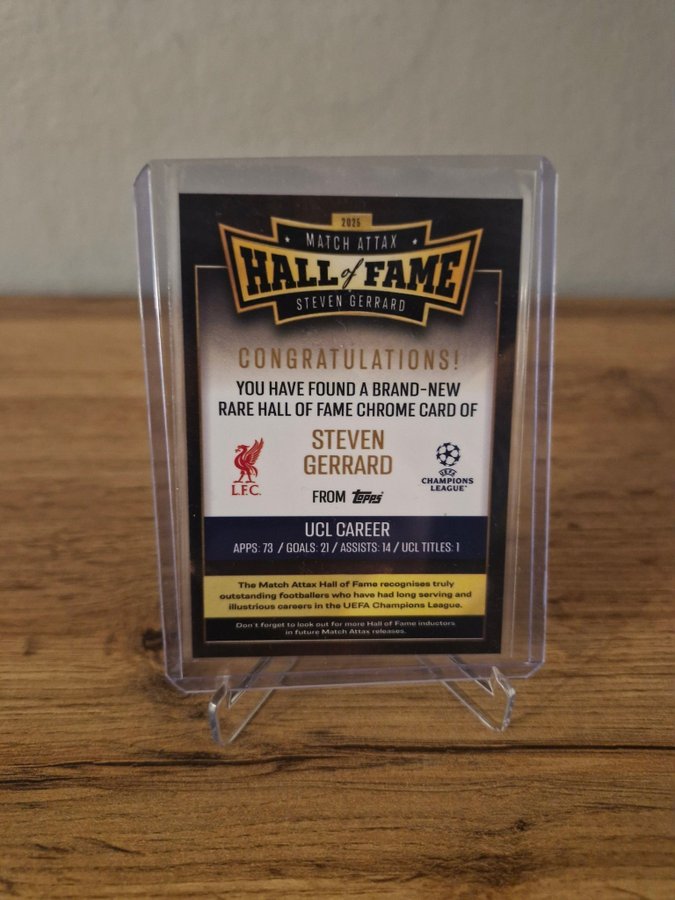 2025
MATCH ATTAX
HALL of FAME
STEVEN GERRARD
CONGRATULATIONS!
YOU HAVE FOUND A BRAND-NEW
RARE HALL OF FAME CHROME CARD OF
STEVEN
GERRARD
L.F.C.
UEFA
CHAMPIONS
LEAGUE®
FROM Topps®
UCL CAREER
APPS: 73 / GOALS: 21 / ASSISTS: 14 / UCL TITLES: 1
The Match Attax Hall of Fame recognises truly
outstanding footballers who have had long serving and
illustrious careers in the UEFA Champions League.
Don't forget to look out for more Hall of Fame inductors
in future Match Attax releases.